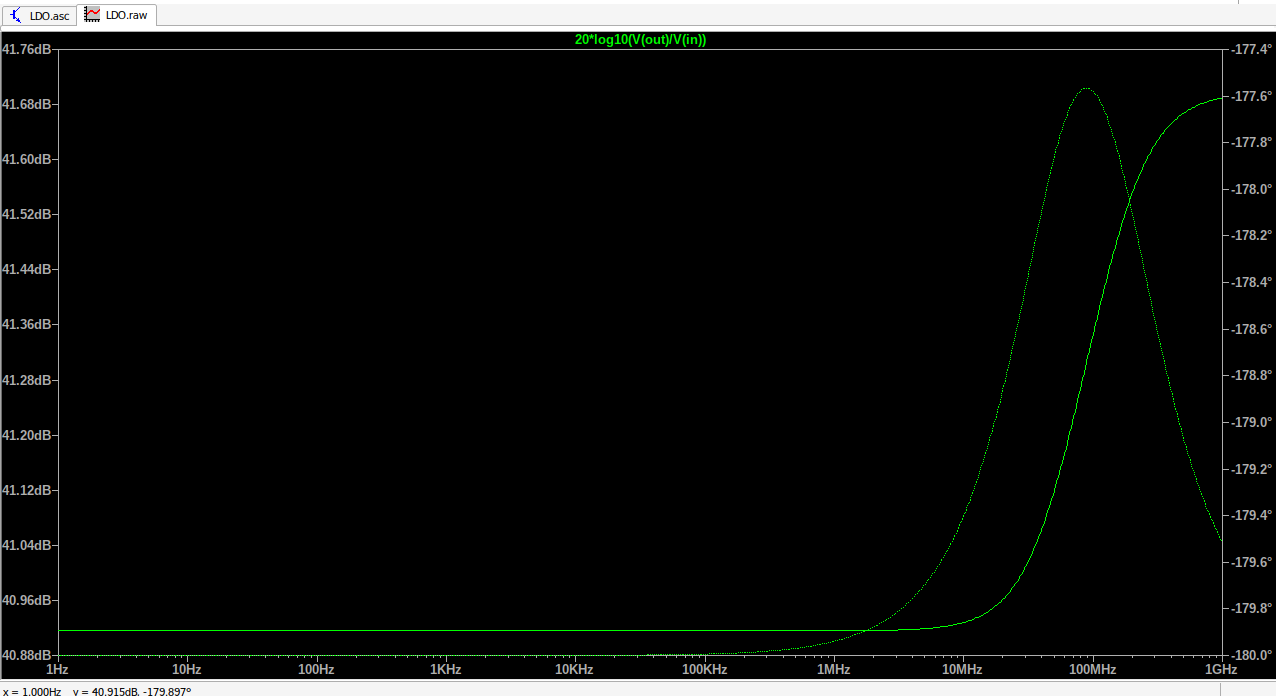 LDO.asc LDO.raw
20*log10(V(out)/V(in))
41.76dB -177.4°
41.68dB -177.6°
41.60dB -177.8°
41.52dB -178.0°
41.44dB -178.2°
41.36dB -178.4°
41.28dB -178.6°
41.20dB -178.8°
41.12dB -179.0°
41.04dB -179.2°
40.96dB -179.4°
40.88dB -179.6°
-179.8°
-180.0°
1Hz 10Hz 100Hz 1KHz 10KHz 100KHz 1MHz 10MHz 100MHz 1GHz
x = 1.000Hz y = 40.915dB, -179.897°